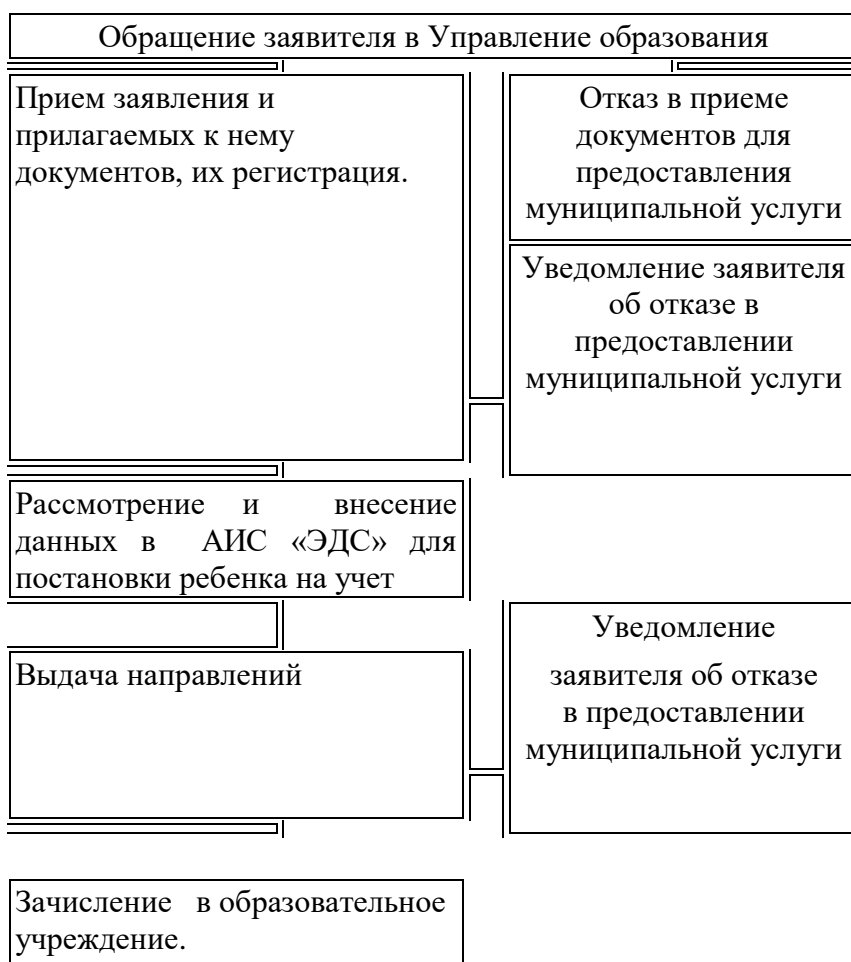 Обращение заявителя в Управление образования
Прием заявления и
прилагаемых к нему
документов, их регистрация.
Отказ в приеме
документов для
предоставления
муниципальной услуги
Уведомление заявителя
об отказе в
предоставлении
муниципальной услуги
Рассмотрение и внесение
данных в АИС «ЭДС» для
постановки ребенка на учет
Выдача направлений
Уведомление
заявителя об отказе
в предоставлении
муниципальной услуги
Зачисление в образовательное
учреждение.